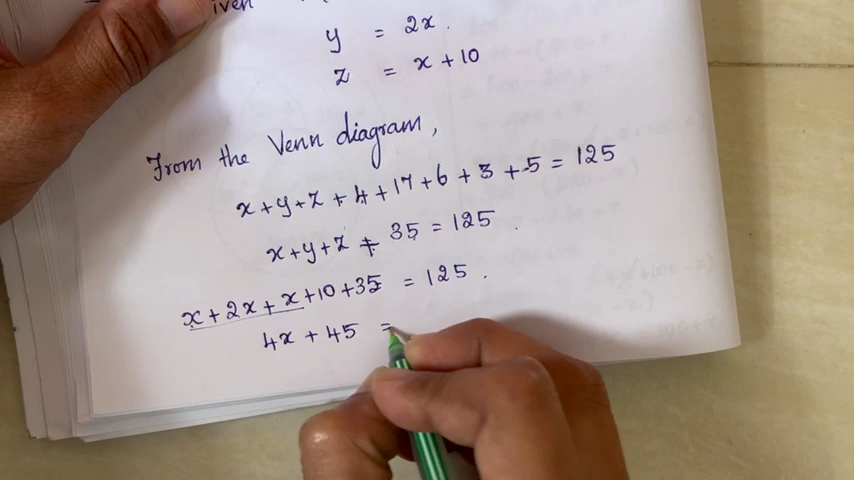 iven
y = 2x.
z = x + 10
From the Venn diagram,
x + y + z + 4 + 17 + 6 + 3 + 5 = 125
x + y + z + 35 = 125.
x + 2x + x + 10 + 35 = 125.
4x + 45 =